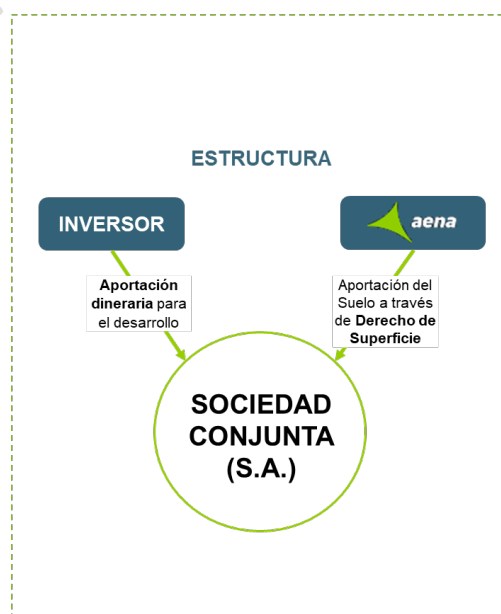 ESTRUCTURA
INVERSOR
aena
Aportación
dineraria para
el desarrollo
Aportación del
Suelo a través
de Derecho de
Superficie
SOCIEDAD
CONJUNTA
(S.A.)